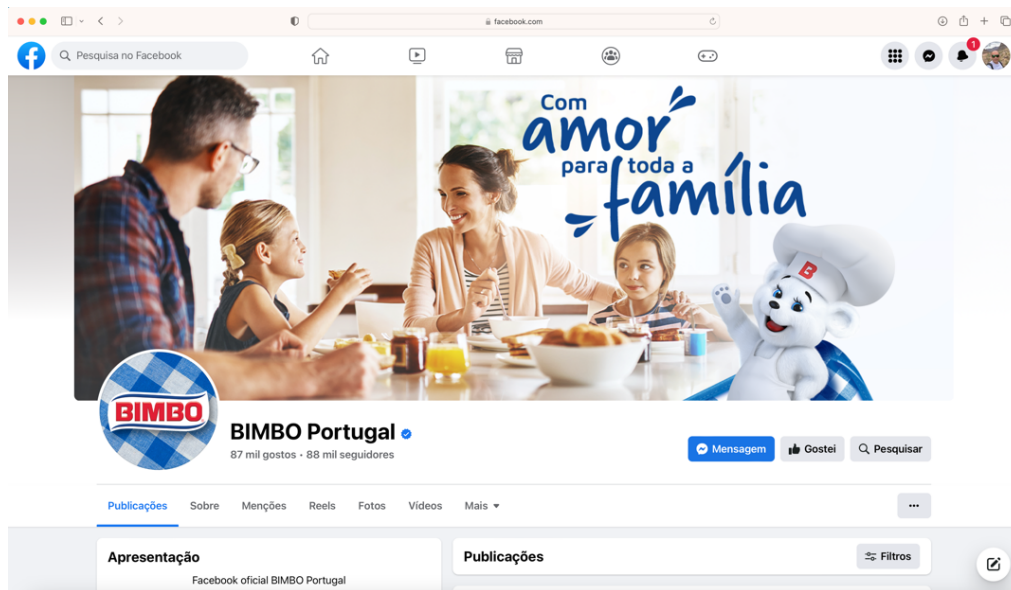 facebook.com
Pesquisa no Facebook
1
Com
amor
para toda a
família
B
BIMBO
BIMBO Portugal
87 mil gostos • 88 mil seguidores
Mensagem
Gostei
Pesquisar
Publicações
Sobre
Menções
Reels
Fotos
Vídeos
Mais
Apresentação
Facebook oficial BIMBO Portugal
Publicações
Filtros